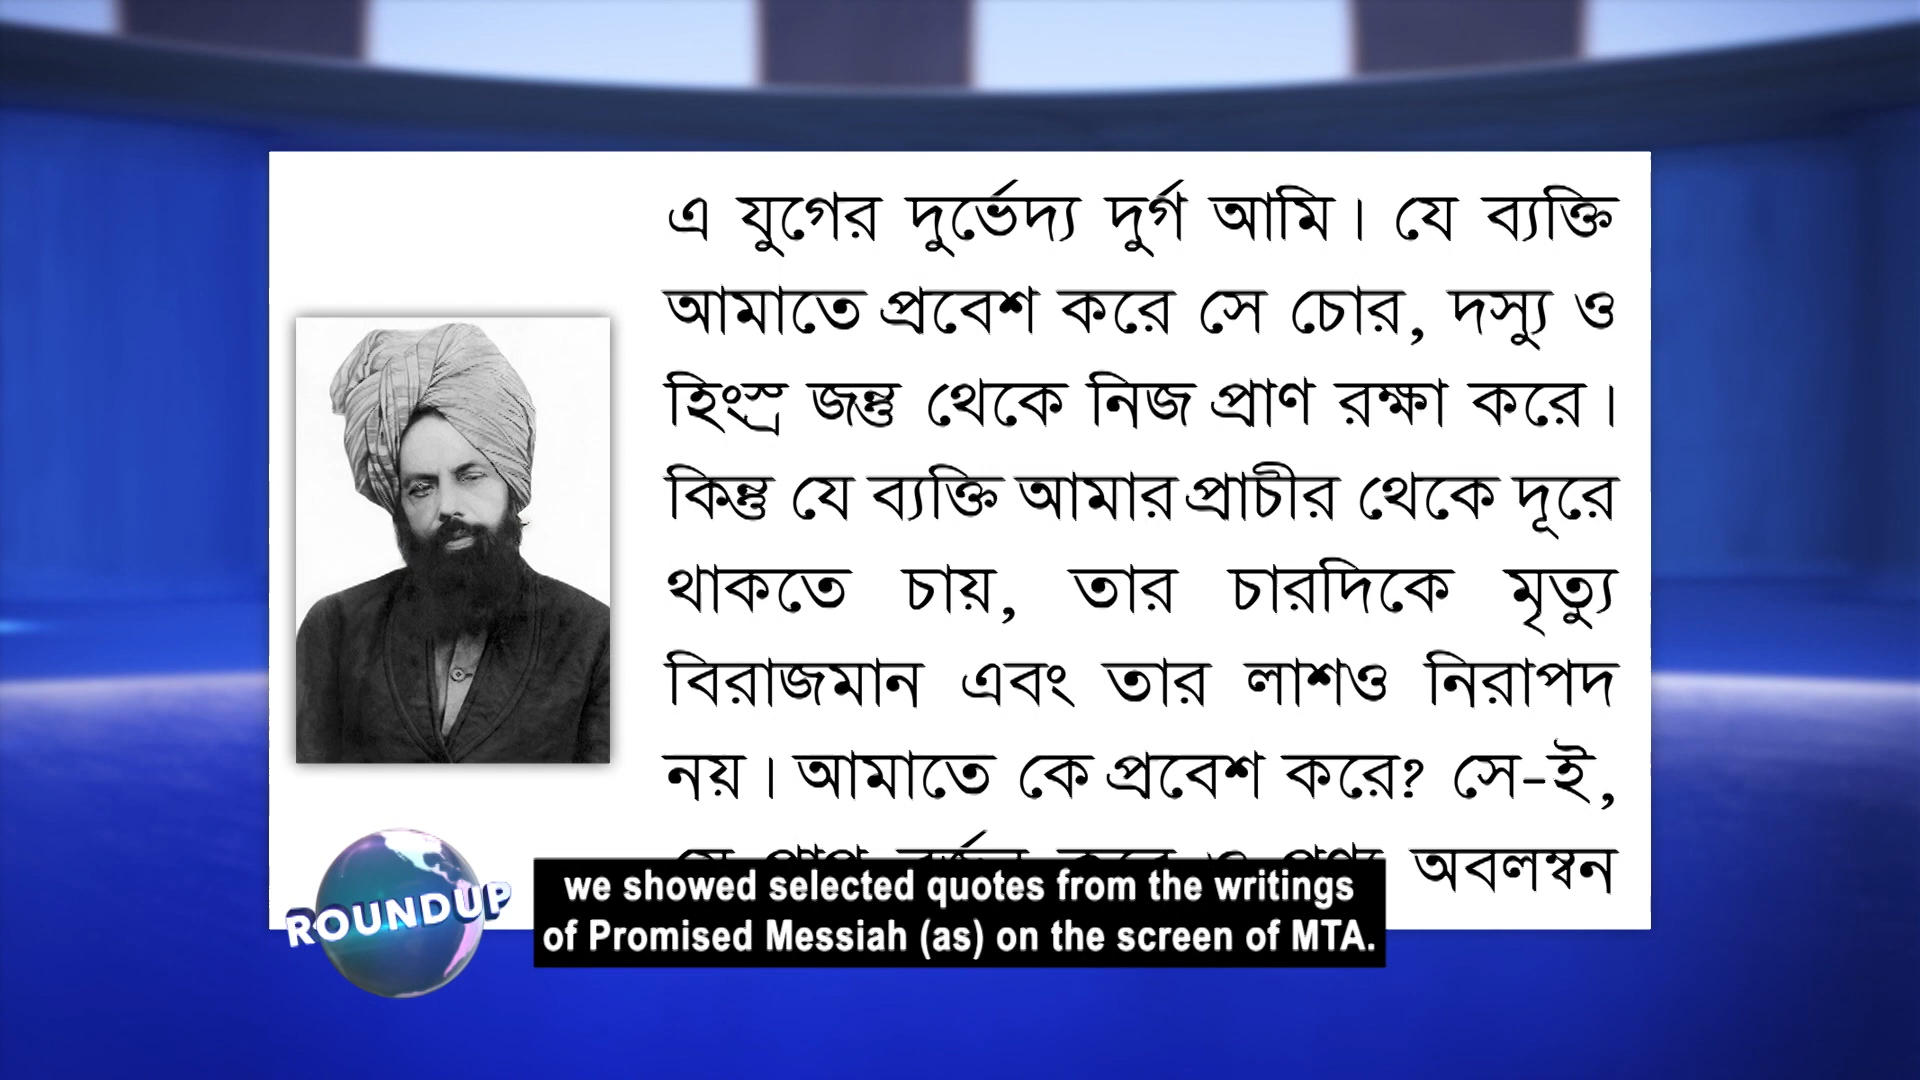 এ যুগের দুর্ভেদ্য দুর্গ আমি। যে ব্যক্তি
আমাতে প্রবেশ করে সে চোর, দস্যু ও
হিংস্র জন্তু থেকে নিজ প্রাণ রক্ষা করে।
কিন্তু যে ব্যক্তি আমার প্রাচীর থেকে দূরে
থাকতে চায়, তার চারদিকে মৃত্যু
বিরাজমান এবং তার লাশও নিরাপদ
নয়। আমাতে কে প্রবেশ করে? সে-ই,
অবলম্বন
ROUNDUP
we showed selected quotes from the writings
of Promised Messiah (as) on the screen of MTA.